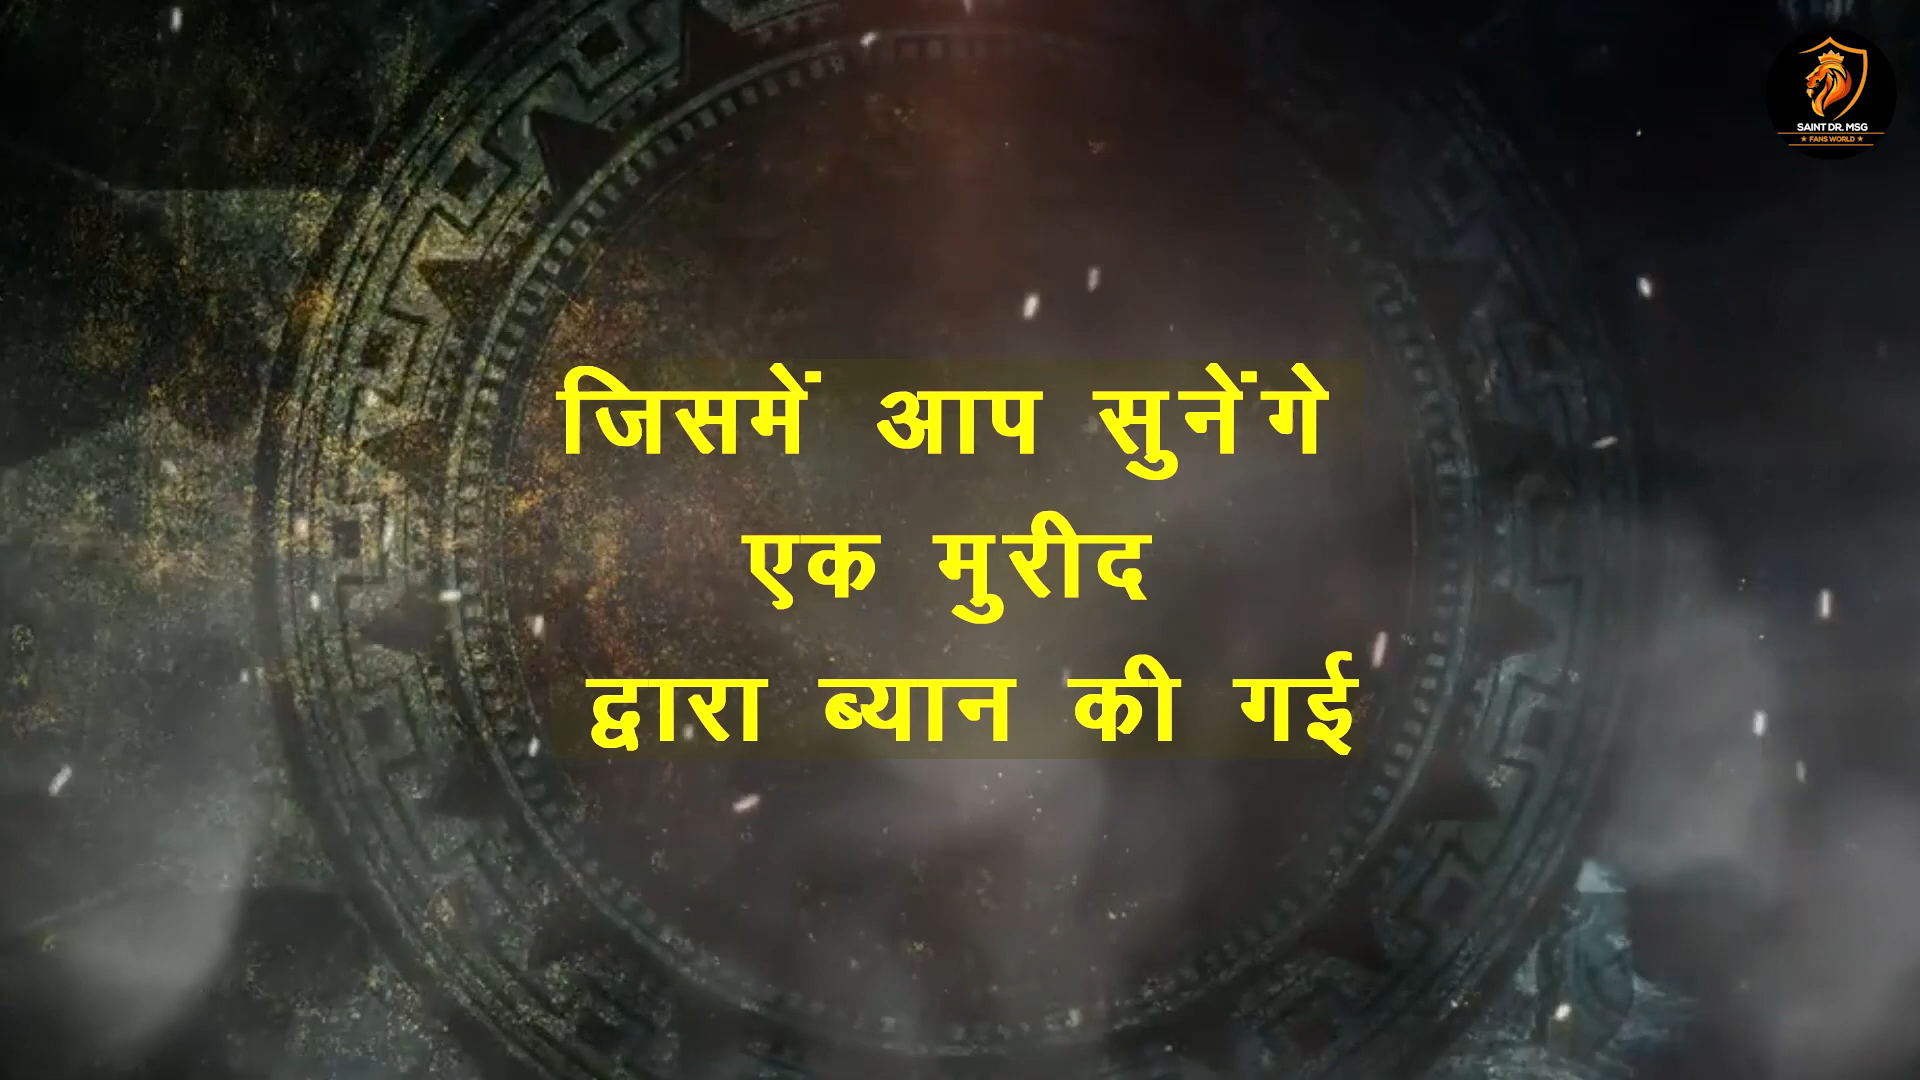 SAINT DR. MSG
★ FANS WORLD ★
जिसमें आप सुनेंगे
एक मुरीद
द्वारा ब्यान की गई